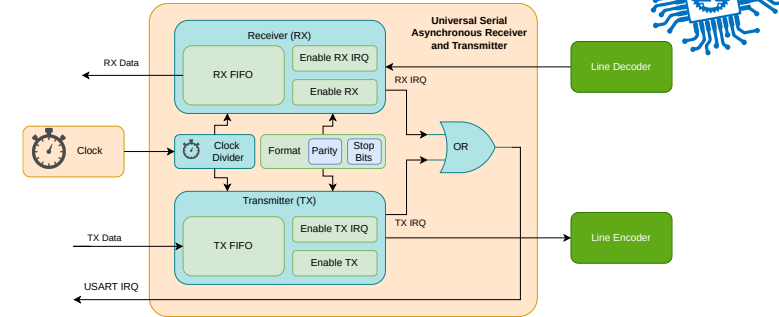 Universal Serial
Asynchronous Receiver
and Transmitter
Receiver (RX)
RX Data
RX FIFO
Enable RX IRQ
Enable RX
RX IRQ
Line Decoder
Clock
Clock
Divider
Format
Parity
Stop
Bits
OR
Transmitter (TX)
TX Data
TX FIFO
Enable TX IRQ
Enable TX
TX IRQ
Line Encoder
USART IRQ